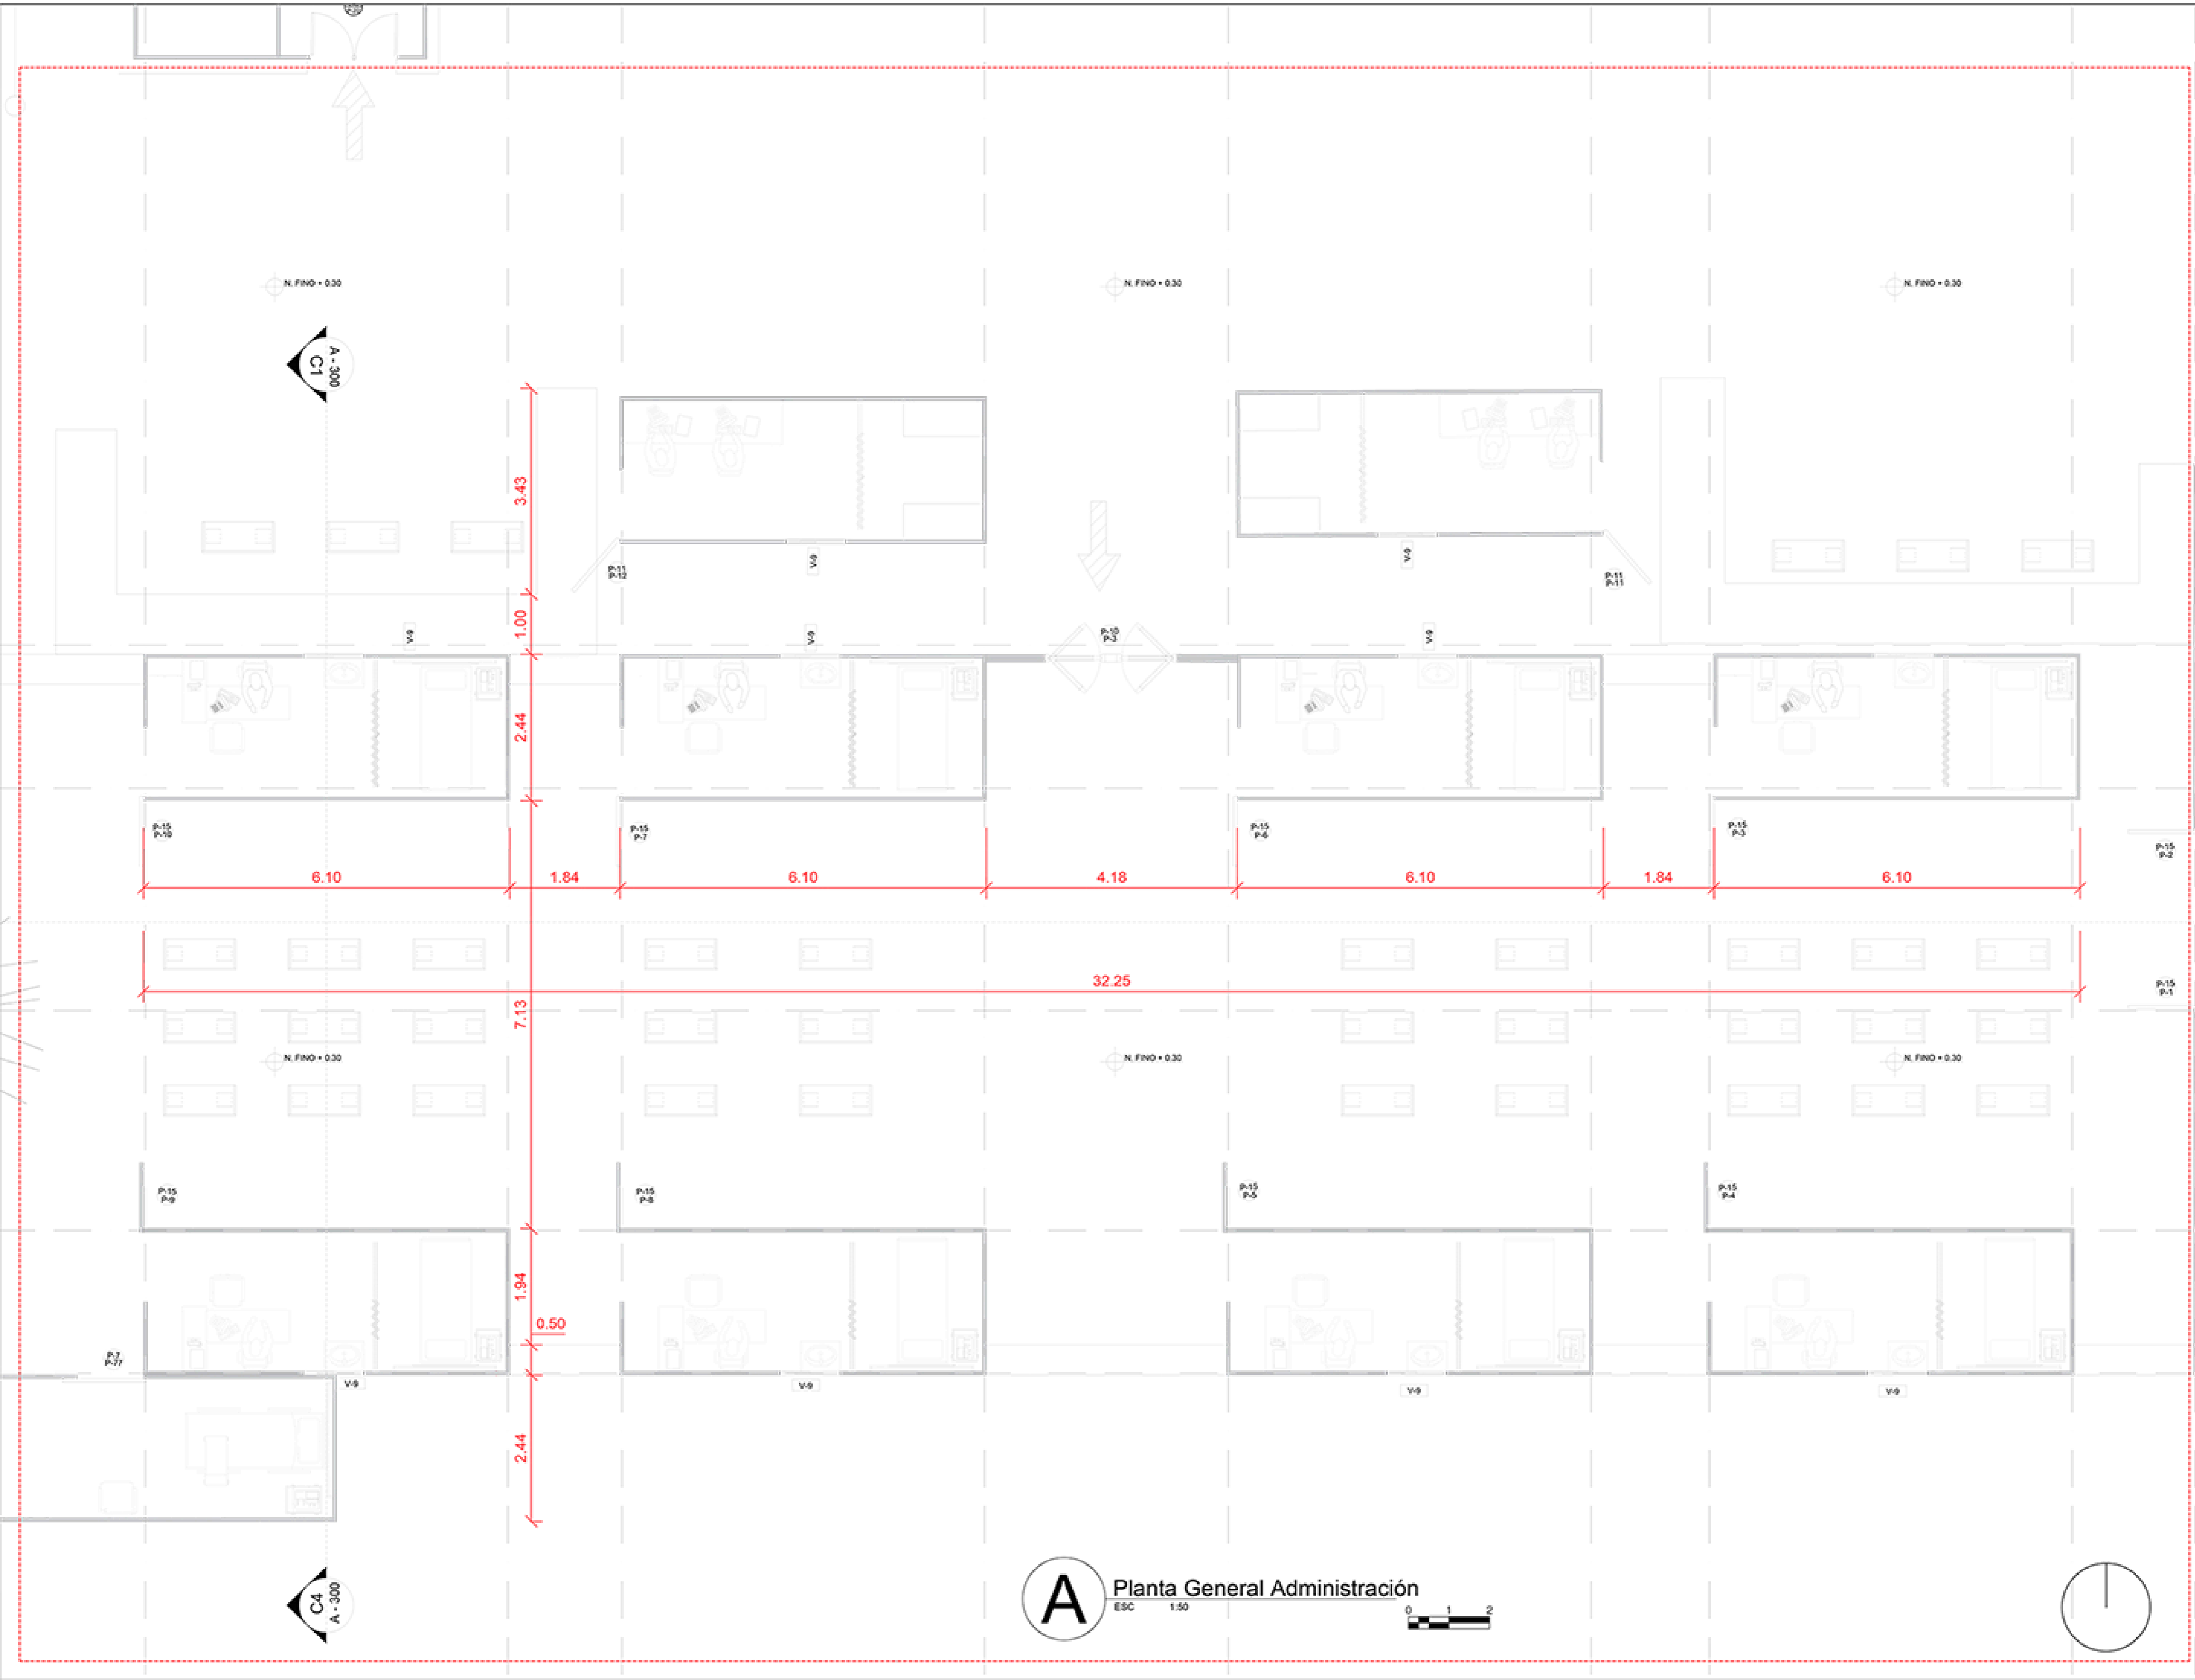 N. FINO = 0.30
N. FINO = 0.30
N. FINO = 0.30
A - 300
C1
3.43
P-11
P-12
V-9
V-9
P-11
P-11
1.00
V-9
V-9
P-10
P-3
V-9
2.44
P-15
P-10
P-15
P-7
P-15
P-6
P-15
P-3
P-15
P-2
6.10
1.84
6.10
4.18
6.10
1.84
6.10
32.25
P-15
P-1
7.13
N. FINO = 0.30
N. FINO = 0.30
N. FINO = 0.30
P-15
P-9
P-15
P-8
P-15
P-5
P-15
P-4
1.94
0.50
P-7
P-77
V-9
V-9
V-9
V-9
2.44
C4
A - 300
A
Planta General Administración
ESC 1:50
0 1 2